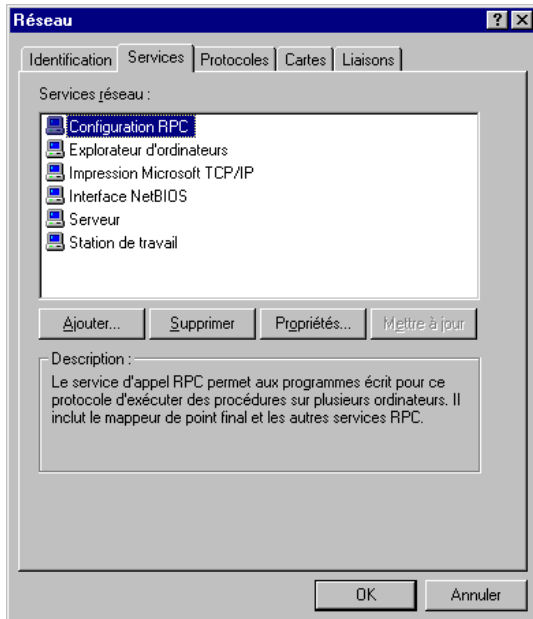 Réseau
Identification Services Protocoles Cartes Liaisons
Services réseau :
Configuration RPC
Explorateur d'ordinateurs
Impression Microsoft TCP/IP
Interface NetBIOS
Serveur
Station de travail
Ajouter... Supprimer Propriétés... Mettre à jour
Description :
Le service d'appel RPC permet aux programmes écrit pour ce
protocole d'exécuter des procédures sur plusieurs ordinateurs. Il
inclut le mappeur de point final et les autres services RPC.
OK Annuler